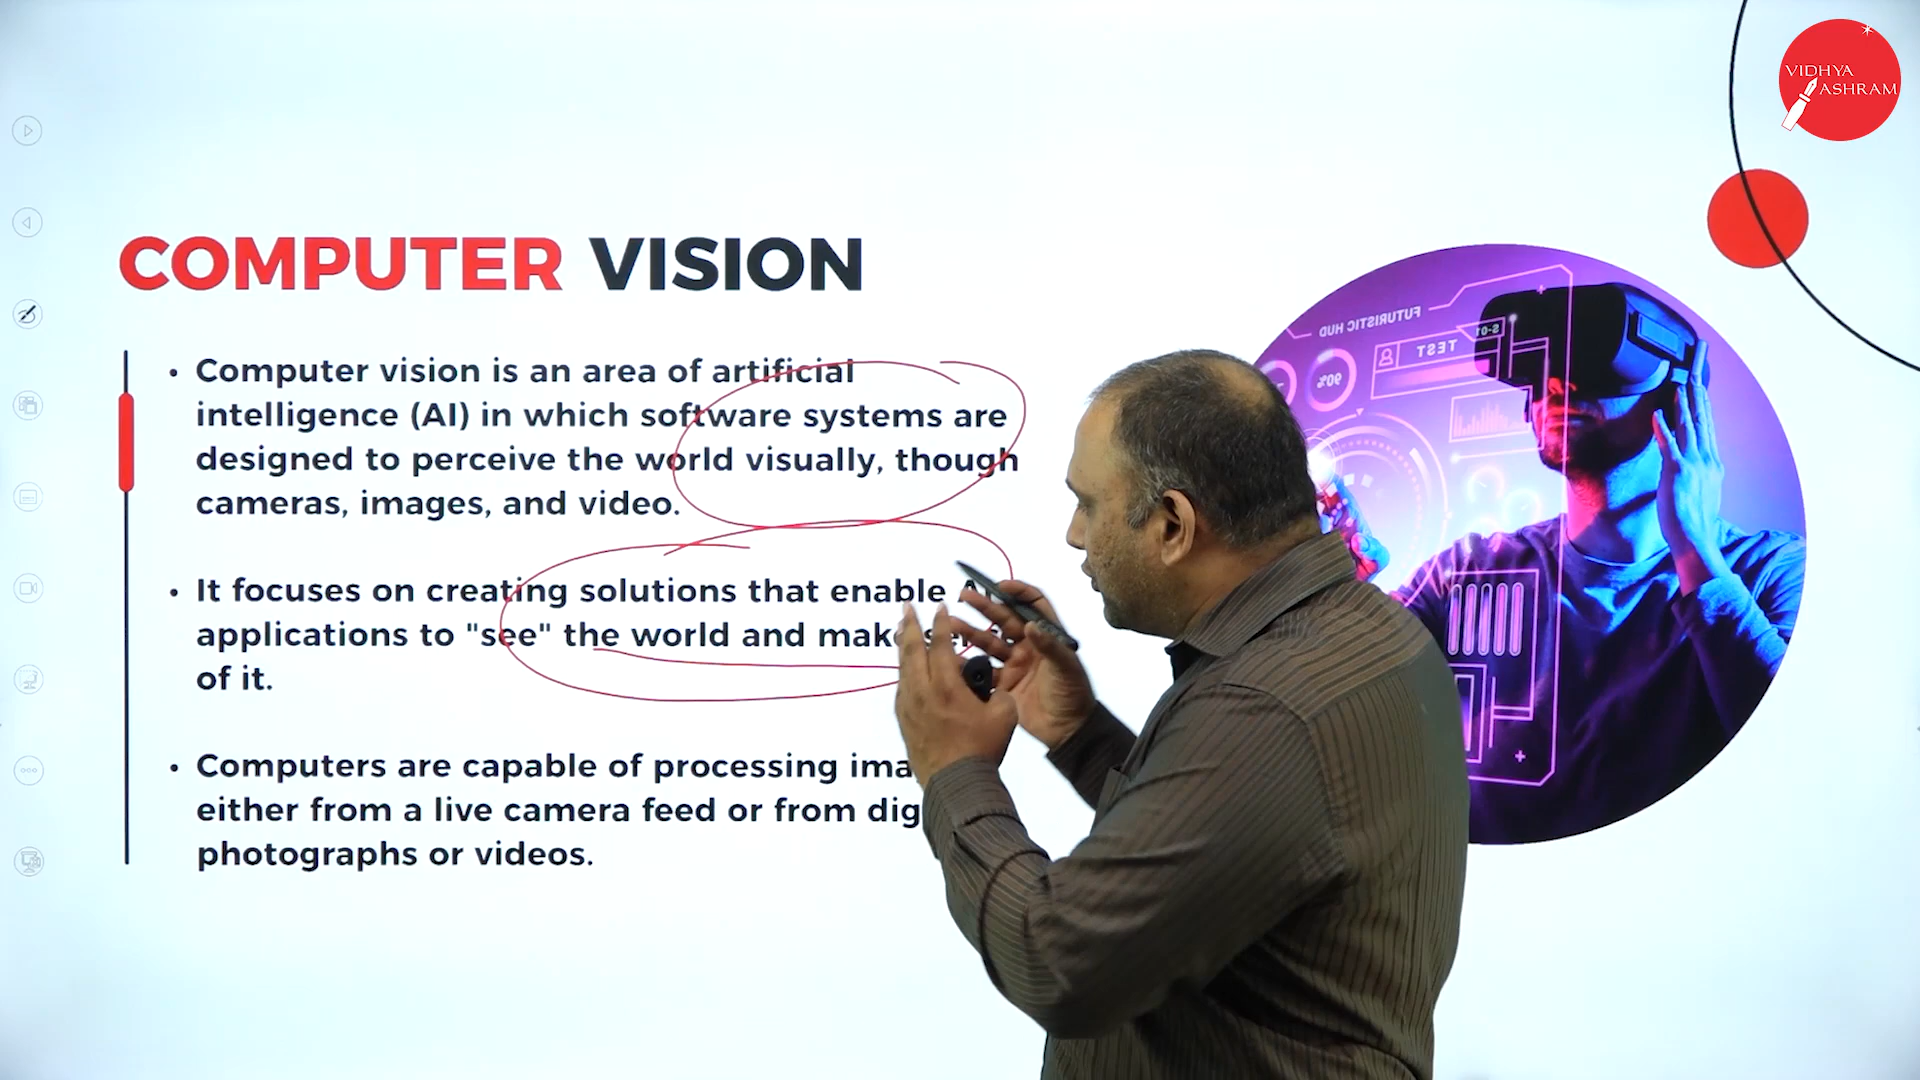 VIDHYA
ASHRAM
COMPUTER VISION
• Computer vision is an area of artificial
intelligence (AI) in which software systems are
designed to perceive the world visually, though
cameras, images, and video.
• It focuses on creating solutions that enable
applications to "see" the world and make
of it.
• Computers are capable of processing
either from a live camera feed or from
photographs or videos.
FUTURISTIC HUD
S-01
TEST
90%